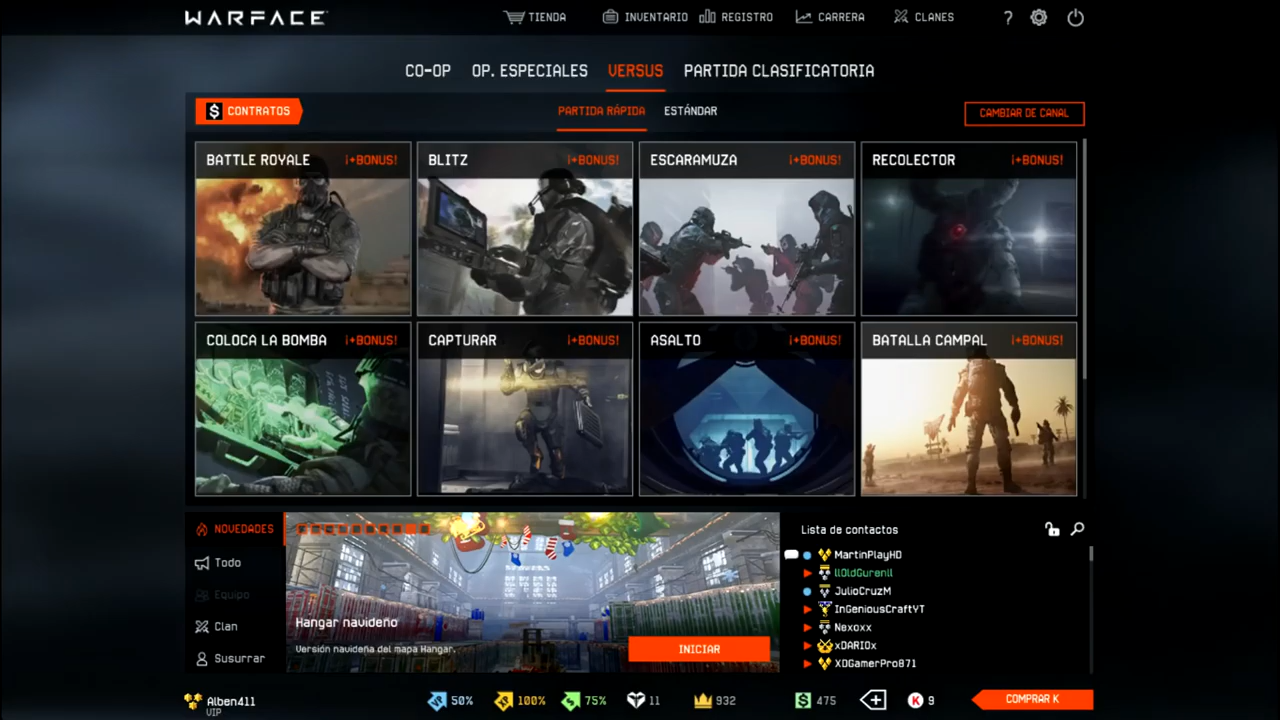 WARFACE
TIENDA
INVENTARIO
REGISTRO
CARRERA
CLANES
?
CO-OP
OP. ESPECIALES
VERSUS
PARTIDA CLASIFICATORIA
$ CONTRATOS
PARTIDA RÁPIDA
ESTÁNDAR
CAMBIAR DE CANAL
BATTLE ROYALE ¡+BONUS!
BLITZ ¡+BONUS!
ESCARAMUZA ¡+BONUS!
RECOLECTOR ¡+BONUS!
COLOCA LA BOMBA ¡+BONUS!
CAPTURAR ¡+BONUS!
ASALTO ¡+BONUS!
BATALLA CAMPAL ¡+BONUS!
NOVEDADES
Todo
Equipo
Clan
Susurrar
Hangar navideño
Versión navideña del mapa Hangar.
INICIAR
Lista de contactos
MartinPlayHD
llOldGurenll
JulioCruzM
InGeniousCraftYT
Nexoxx
xDARIOx
XDGamerPro871
Alben411
VIP
50%
100%
75%
11
932
$ 475
K 9
COMPRAR K